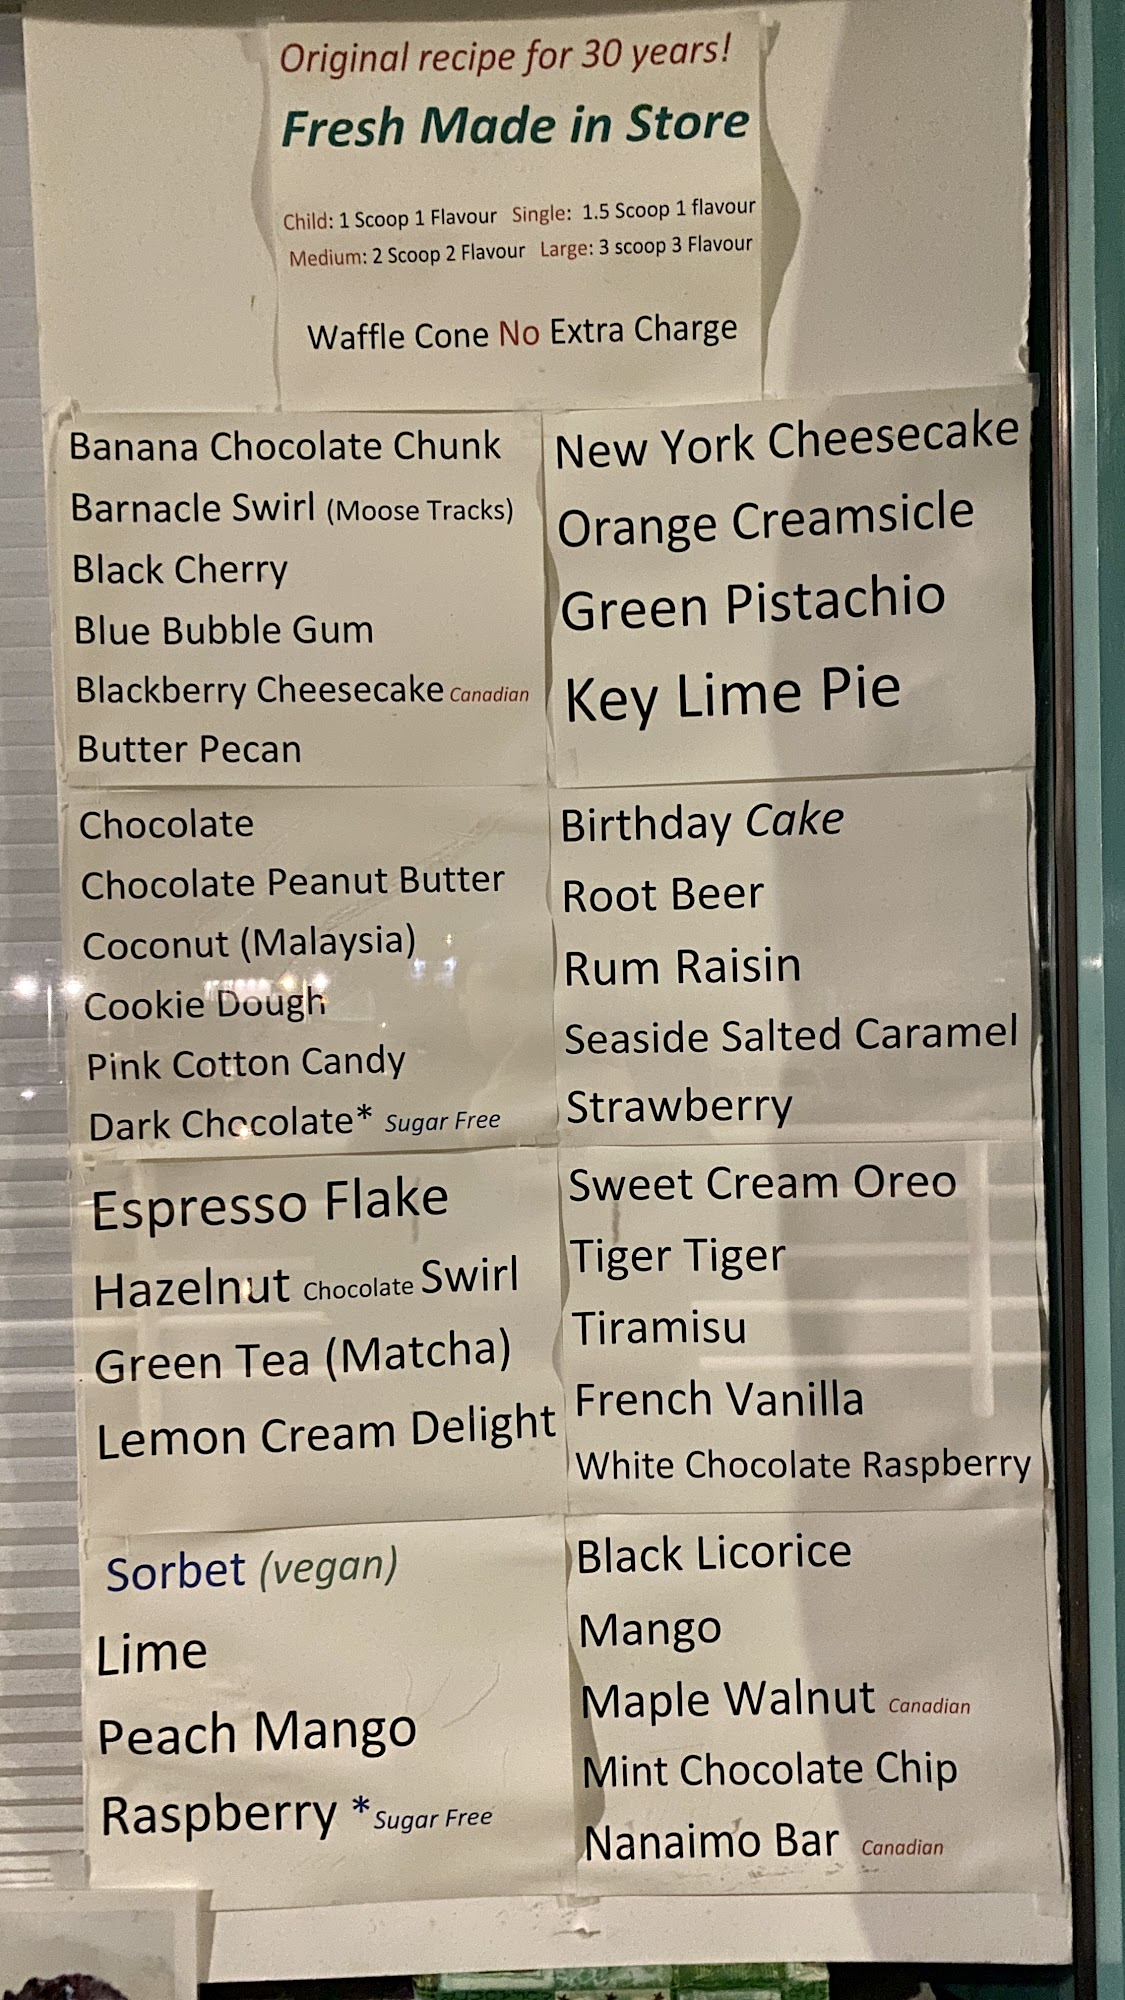 Original recipe for 30 years!
Fresh Made in Store
Child: 1 Scoop 1 Flavour Single: 1.5 Scoop 1 flavour
Medium: 2 Scoop 2 Flavour Large: 3 scoop 3 Flavour
Waffle Cone No Extra Charge
Banana Chocolate Chunk
Barnacle Swirl (Moose Tracks)
Black Cherry
Blue Bubble Gum
Blackberry Cheesecake Canadian
Butter Pecan
Chocolate
Chocolate Peanut Butter
Coconut (Malaysia)
Cookie Dough
Pink Cotton Candy
Dark Chocolate* Sugar Free
Espresso Flake
Hazelnut Chocolate Swirl
Green Tea (Matcha)
Lemon Cream Delight
Sorbet (vegan)
Lime
Peach Mango
Raspberry *Sugar Free
New York Cheesecake
Orange Creamsicle
Green Pistachio
Key Lime Pie
Birthday Cake
Root Beer
Rum Raisin
Seaside Salted Caramel
Strawberry
Sweet Cream Oreo
Tiger Tiger
Tiramisu
French Vanilla
White Chocolate Raspberry
Black Licorice
Mango
Maple Walnut Canadian
Mint Chocolate Chip
Nanaimo Bar Canadian